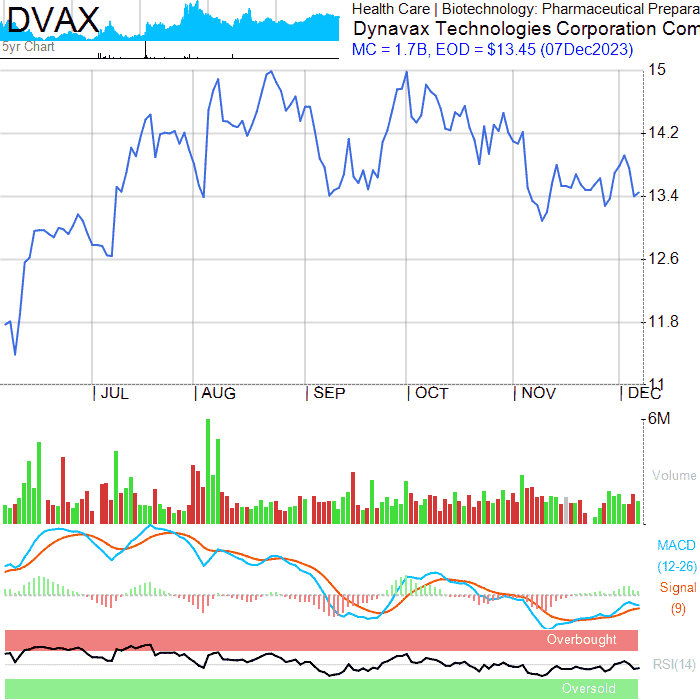 DVAX
5yr Chart
Health Care | Biotechnology: Pharmaceutical Prepara
Dynavax Technologies Corporation Com
MC = 1.7B, EOD = $13.45 (07Dec2023)
15
14.2
13.4
12.6
11.8
11
JUL AUG SEP OCT NOV DEC
6M
Volume
MACD
(12-26)
Signal
(9)
Overbought
RSI(14)
Oversold